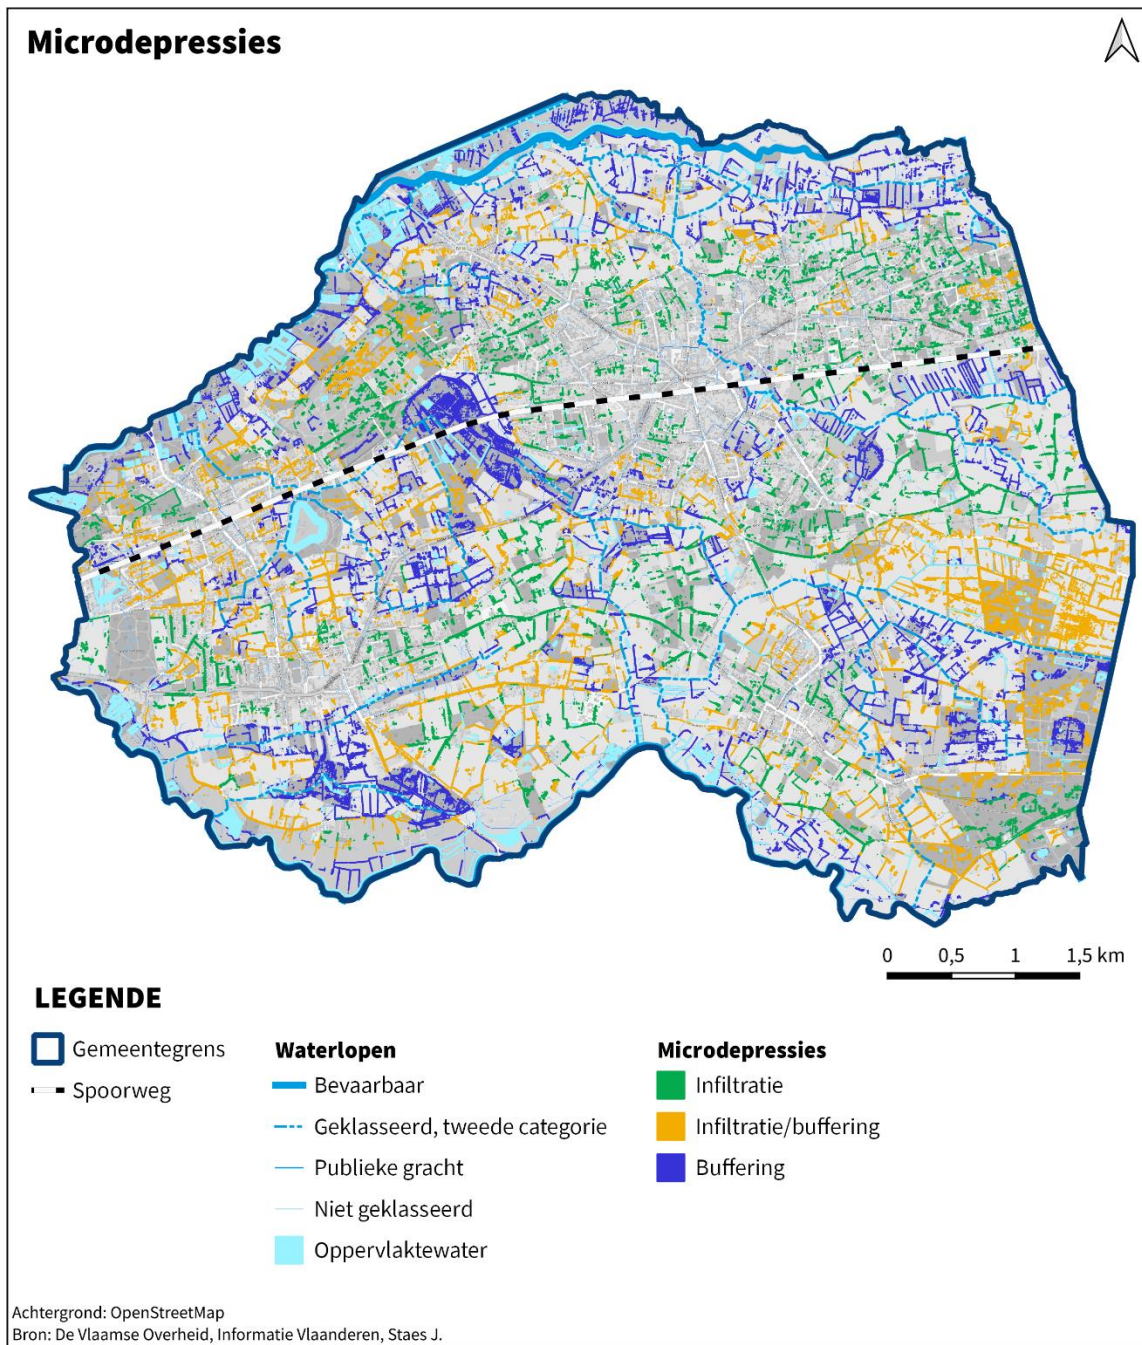 Microdepressies
0 0,5 1 1,5 km
LEGENDE
Gemeentegrens
Spoorweg
Waterlopen
Bevaarbaar
Geklasseerd, tweede categorie
Publieke gracht
Niet geklasseerd
Oppervlaktewater
Microdepressies
Infiltratie
Infiltratie/buffering
Buffering
Achtergrond: OpenStreetMap
Bron: De Vlaamse Overheid, Informatie Vlaanderen, Staes J.